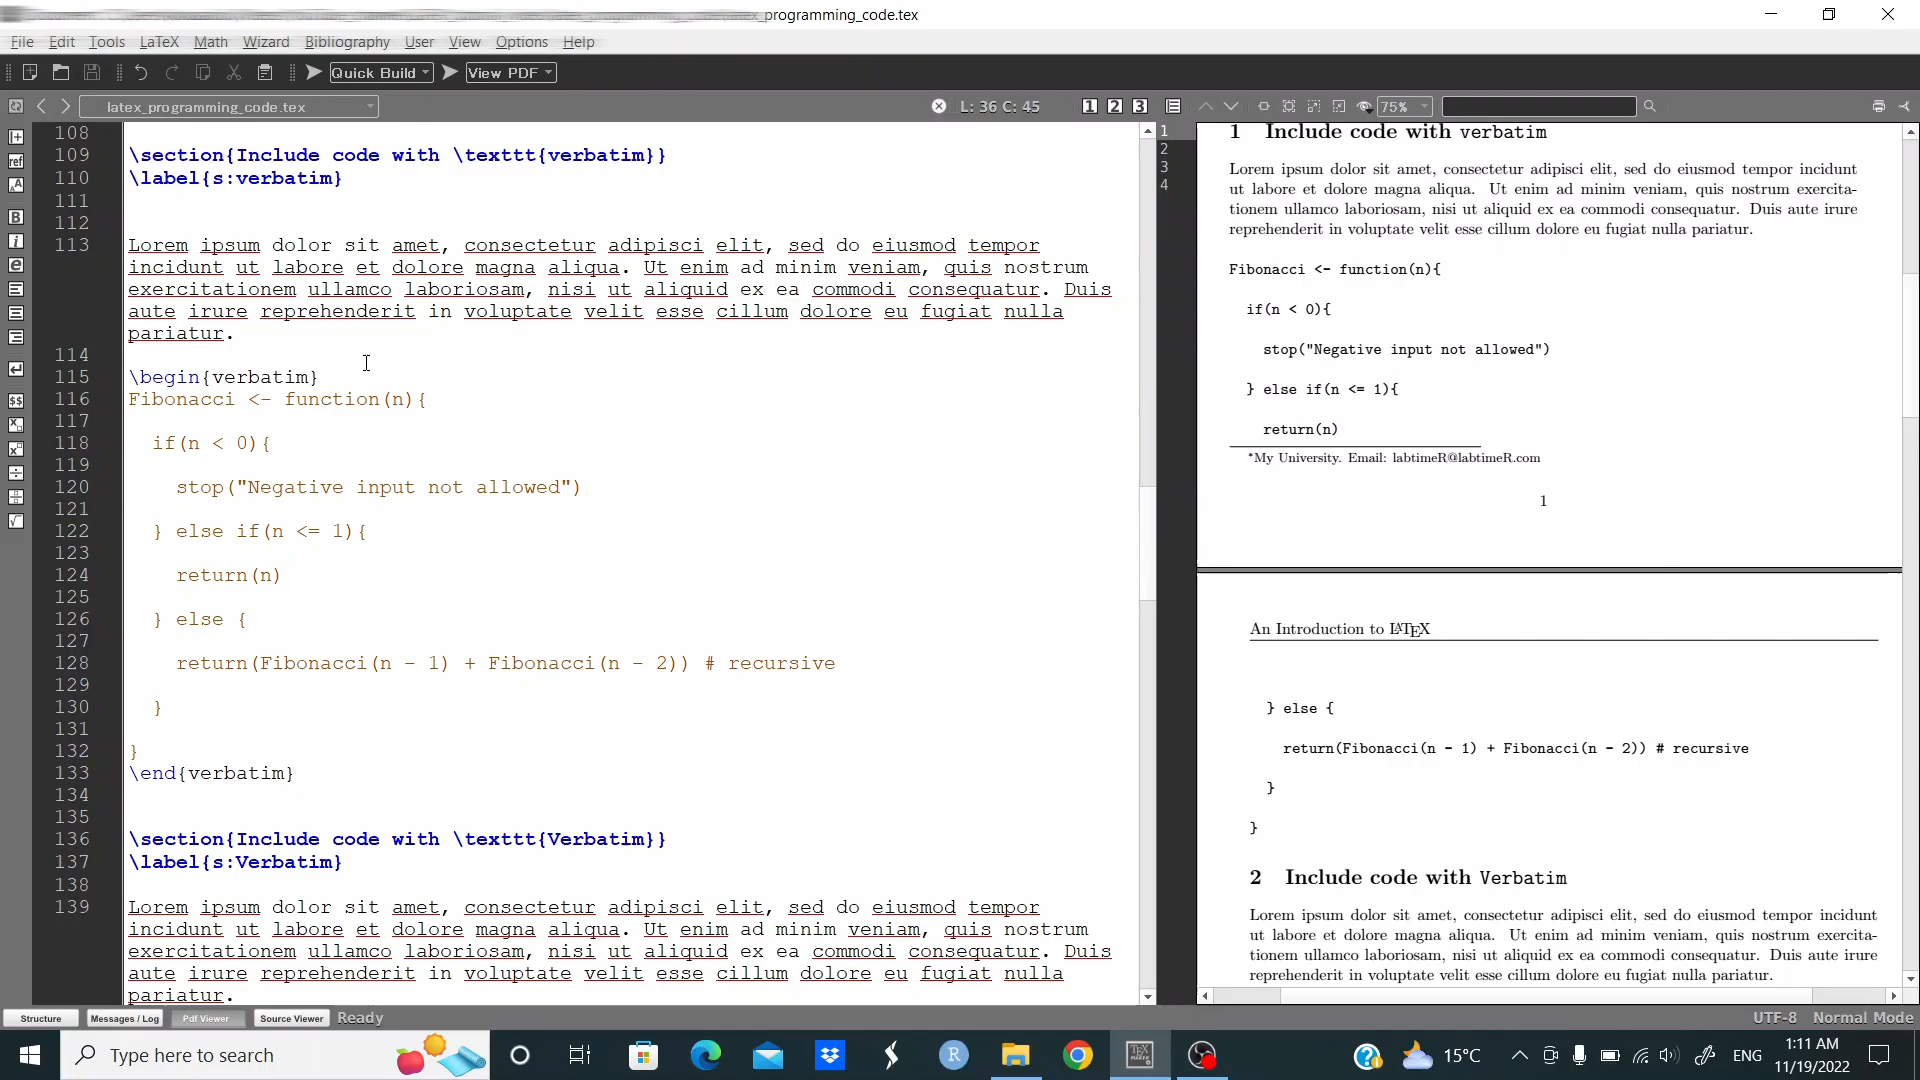 _programming_code.tex
File Edit Tools LaTeX Math Wizard Bibliography User View Options Help
Quick Build View PDF
latex_programming_code.tex L: 36 C: 45 1 2 3 75%
108
109 \section{Include code with \texttt{verbatim}}
110 \label{s:verbatim}
111
112
113 Lorem ipsum dolor sit amet, consectetur adipisci elit, sed do eiusmod tempor
incidunt ut labore et dolore magna aliqua. Ut enim ad minim veniam, quis nostrum
exercitationem ullamco laboriosam, nisi ut aliquid ex ea commodi consequatur. Duis
aute irure reprehenderit in voluptate velit esse cillum dolore eu fugiat nulla
pariatur.
114
115 \begin{verbatim}
116 Fibonacci <- function(n){
117
118 if(n < 0){
119
120 stop("Negative input not allowed")
121
122 } else if(n <= 1){
123
124 return(n)
125
126 } else {
127
128 return(Fibonacci(n - 1) + Fibonacci(n - 2)) # recursive
129
130 }
131
132 }
133 \end{verbatim}
134
135
136 \section{Include code with \texttt{Verbatim}}
137 \label{s:Verbatim}
138
139 Lorem ipsum dolor sit amet, consectetur adipisci elit, sed do eiusmod tempor
incidunt ut labore et dolore magna aliqua. Ut enim ad minim veniam, quis nostrum
exercitationem ullamco laboriosam, nisi ut aliquid ex ea commodi consequatur. Duis
aute irure reprehenderit in voluptate velit esse cillum dolore eu fugiat nulla
pariatur.
1
2
3
4
1 Include code with verbatim
Lorem ipsum dolor sit amet, consectetur adipisci elit, sed do eiusmod tempor incidunt
ut labore et dolore magna aliqua. Ut enim ad minim veniam, quis nostrum exercita-
tionem ullamco laboriosam, nisi ut aliquid ex ea commodi consequatur. Duis aute irure
reprehenderit in voluptate velit esse cillum dolore eu fugiat nulla pariatur.
Fibonacci <- function(n){
if(n < 0){
stop("Negative input not allowed")
} else if(n <= 1){
return(n)
*My University. Email: labtimeR@labtimeR.com
1
An Introduction to LATEX
} else {
return(Fibonacci(n - 1) + Fibonacci(n - 2)) # recursive
}
}
2 Include code with Verbatim
Lorem ipsum dolor sit amet, consectetur adipisci elit, sed do eiusmod tempor incidunt
ut labore et dolore magna aliqua. Ut enim ad minim veniam, quis nostrum exercita-
tionem ullamco laboriosam, nisi ut aliquid ex ea commodi consequatur. Duis aute irure
reprehenderit in voluptate velit esse cillum dolore eu fugiat nulla pariatur.
Structure Messages / Log Pdf Viewer Source Viewer Ready UTF-8 Normal Mode
Type here to search 15°C ENG 1:11 AM
11/19/2022